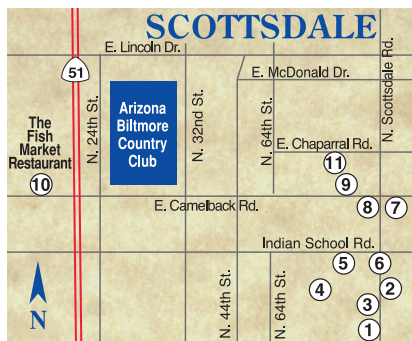 SCOTTSDALE
E. Lincoln Dr.
N. Scottsdale Rd.
51
E. McDonald Dr.
The
Fish
Market
Restaurant
10
N. 24th St.
Arizona
Biltmore
Country
Club
N. 32nd St.
N. 64th St.
E. Chaparral Rd.
11
9
E. Camelback Rd.
8
7
Indian School Rd.
5
6
N
N. 44th St.
N. 64th St.
4
2
3
1